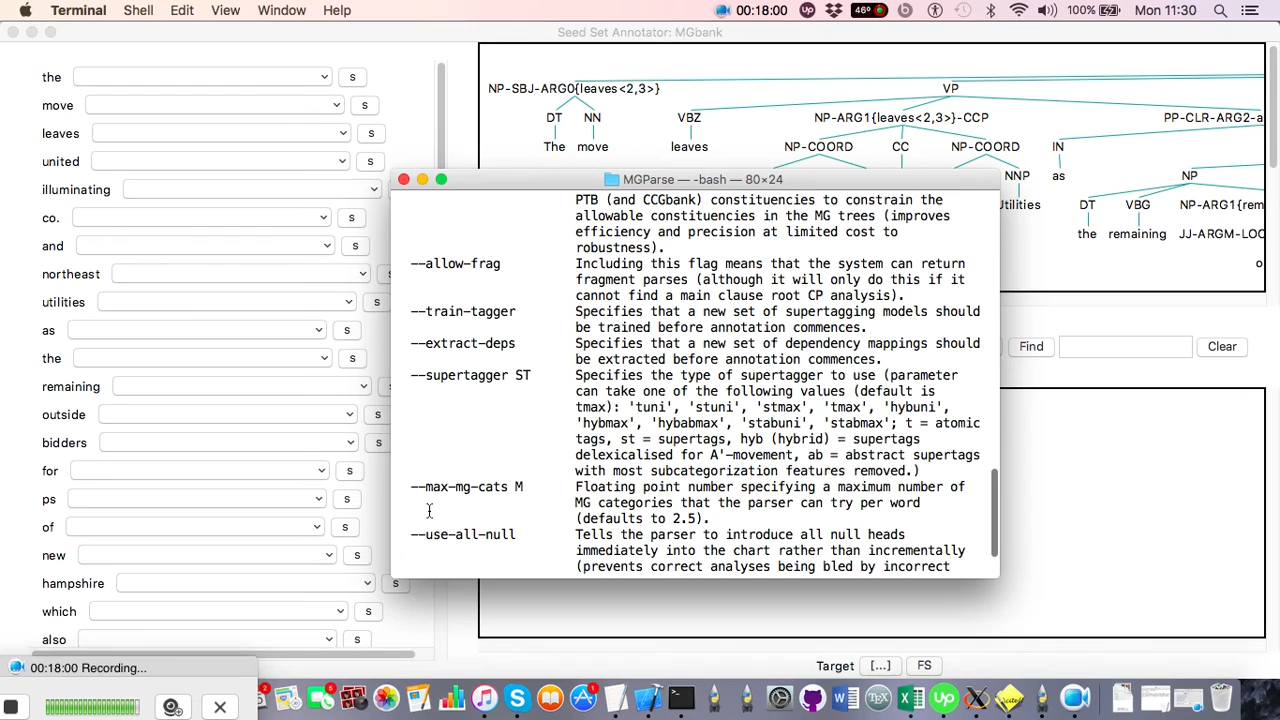 Terminal Shell Edit View Window Help 00:18:00 46° 100% Mon 11:30
Seed Set Annotator: MGbank
the s
move s
leaves s
united s
illuminating s
co. s
and s
northeast
utilities s
as s
the s
remaining
outside s
bidders s
for s
ps s
of s
new s
hampshire s
which s
also s
NP-SBJ-ARG0{leaves<2,3>} VP
DT NN VBZ NP-ARG1{leaves<2,3>}-CCP PP-CLR-ARG2-a
The move leaves NP-COORD CC NP-COORD IN
NNP as NP
Utilities DT VBG NP-ARG1{rem
the remaining JJ-ARGM-LOC
o
MGParse — -bash — 80×24
PTB (and CCGbank) constituencies to constrain the
allowable constituencies in the MG trees (improves
efficiency and precision at limited cost to
robustness).
--allow-frag Including this flag means that the system can return
fragment parses (although it will only do this if it
cannot find a main clause root CP analysis).
--train-tagger Specifies that a new set of supertagging models should
be trained before annotation commences.
--extract-deps Specifies that a new set of dependency mappings should
be extracted before annotation commences.
--supertagger ST Specifies the type of supertagger to use (parameter
can take one of the following values (default is
tmax): 'tuni', 'stuni', 'stmax', 'tmax', 'hybuni',
'hybmax', 'hybabmax', 'stabuni', 'stabmax'; t = atomic
tags, st = supertags, hyb (hybrid) = supertags
delexicalised for A'-movement, ab = abstract supertags
with most subcategorization features removed.)
--max-mg-cats M Floating point number specifying a maximum number of
MG categories that the parser can try per word
(defaults to 2.5).
--use-all-null Tells the parser to introduce all null heads
immediately into the chart rather than incrementally
(prevents correct analyses being bled by incorrect
Find Clear
Target [...] FS
00:18:00 Recording...